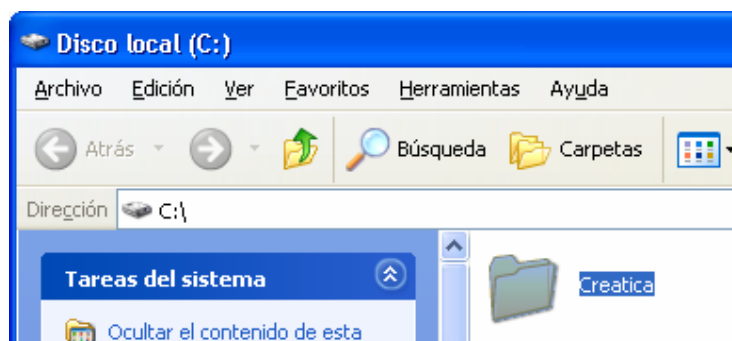 Disco local (C:)
Archivo Edición Ver Favoritos Herramientas Ayuda
Atrás Búsqueda Carpetas
Dirección C:\
Tareas del sistema
Creatica
Ocultar el contenido de esta